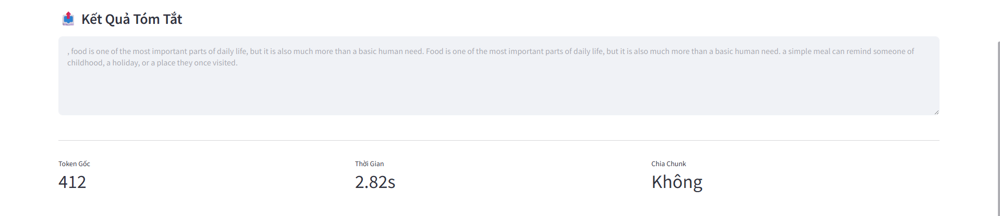 Kết Quả Tóm Tắt
, food is one of the most important parts of daily life, but it is also much more than a basic human need. Food is one of the most important parts of daily life, but it is also much more than a basic human need. a simple meal can remind someone of
childhood, a holiday, or a place they once visited.
Token Gốc
412
Thời Gian
2.82s
Chia Chunk
Không